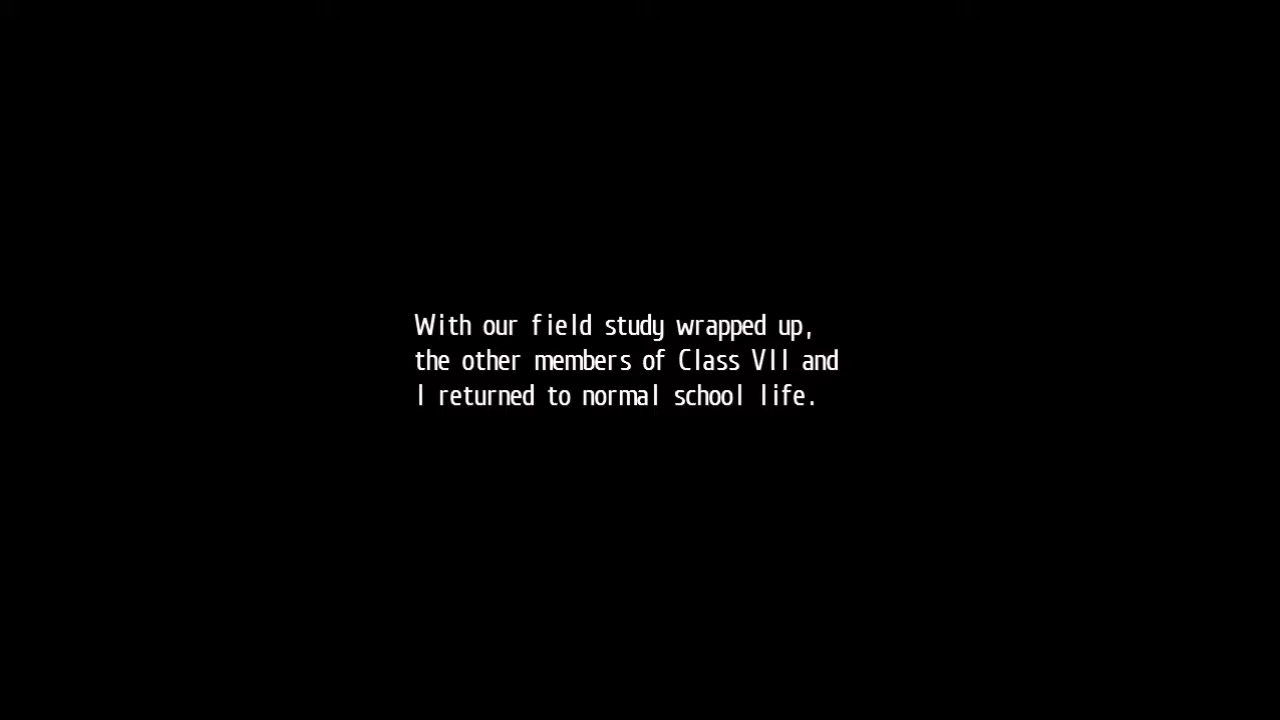 With our field study wrapped up,
the other members of Class VII and
I returned to normal school life.